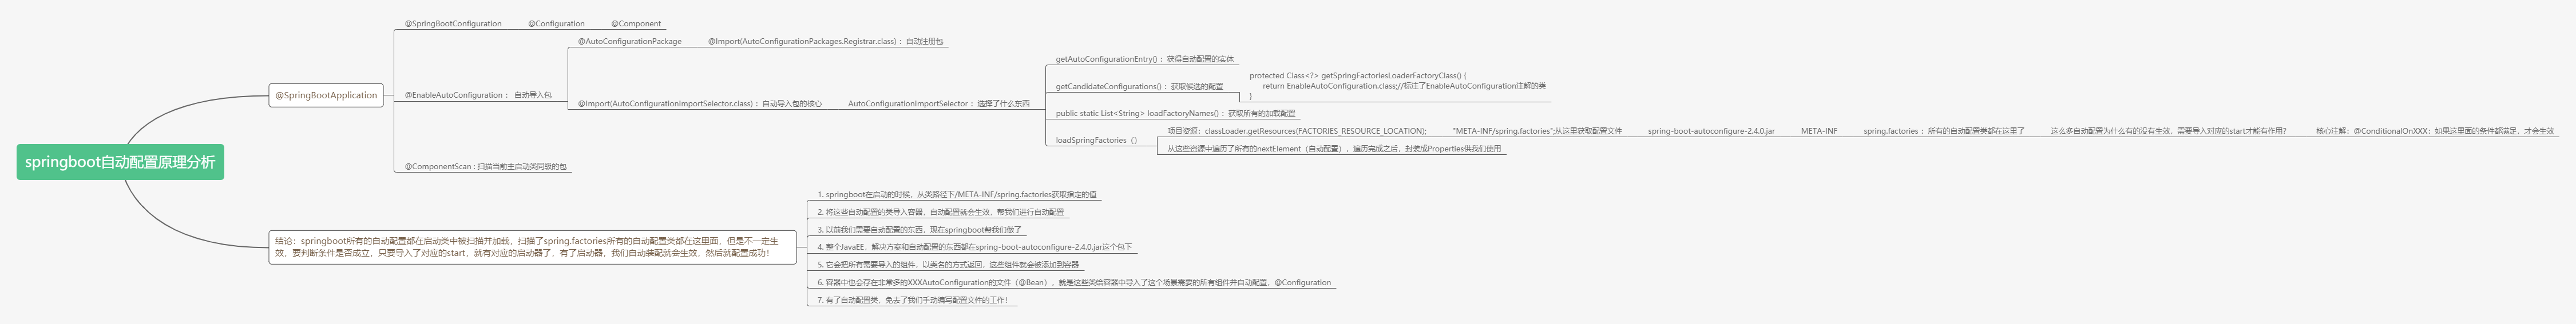 springboot自动配置原理分析
@SpringBootApplication
@SpringBootConfiguration
@Configuration
@Component
@EnableAutoConfiguration ： 自动导入包
@AutoConfigurationPackage
@Import(AutoConfigurationPackages.Registrar.class) ：自动注册包
@Import(AutoConfigurationImportSelector.class) ：自动导入包的核心
AutoConfigurationImportSelector ：选择了什么东西
getAutoConfigurationEntry() ：获得自动配置的实体
getCandidateConfigurations() ：获取候选的配置
protected Class<?> getSpringFactoriesLoaderFactoryClass() {
return EnableAutoConfiguration.class;//标注了EnableAutoConfiguration注解的类
}
public static List<String> loadFactoryNames() ：获取所有的加载配置
loadSpringFactories（）
项目资源：classLoader.getResources(FACTORIES_RESOURCE_LOCATION);
"META-INF/spring.factories";从这里获取配置文件
spring-boot-autoconfigure-2.4.0.jar
META-INF
spring.factories ：所有的自动配置类都在这里了
这么多自动配置为什么有的没有生效，需要导入对应的start才能有作用？
核心注解：@ConditionalOnXXX：如果这里面的条件都满足，才会生效
从这些资源中遍历了所有的nextElement（自动配置），遍历完成之后，封装成Properties供我们使用
@ComponentScan : 扫描当前主启动类同级的包
结论：springboot所有的自动配置都在启动类中被扫描并加载，扫描了spring.factories所有的自动配置类都在这里面，但是不一定生
效，要判断条件是否成立，只要导入了对应的start，就有对应的启动器了，有了启动器，我们自动装配就会生效，然后就配置成功！
1. springboot在启动的时候，从类路径下/META-INF/spring.factories获取指定的值
2. 将这些自动配置的类导入容器，自动配置就会生效，帮我们进行自动配置
3. 以前我们需要自动配置的东西，现在springboot帮我们做了
4. 整个JavaEE，解决方案和自动配置的东西都在spring-boot-autoconfigure-2.4.0.jar这个包下
5. 它会把所有需要导入的组件，以类名的方式返回，这些组件就会被添加到容器
6. 容器中也会存在非常多的XXXAutoConfiguration的文件（@Bean），就是这些类给容器中导入了这个场景需要的所有组件并自动配置，@Configuration
7. 有了自动配置类，免去了我们手动编写配置文件的工作！